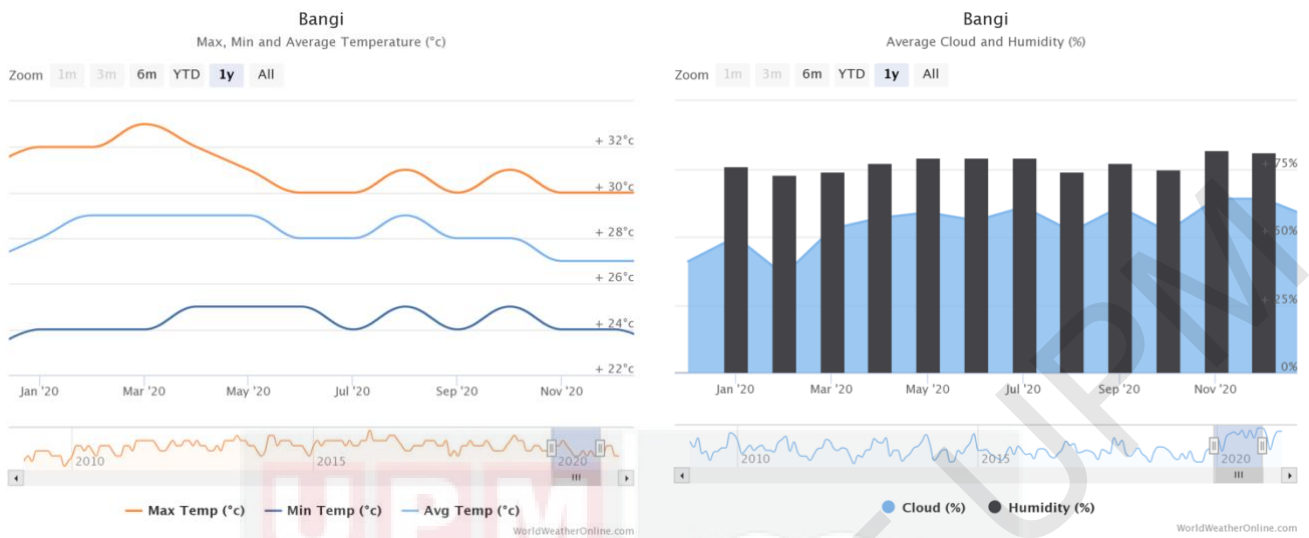 Bangi
Max, Min and Average Temperature (°c)
Zoom 1m 3m 6m YTD 1y All
+ 32°c
+ 30°c
+ 28°c
+ 26°c
+ 24°c
+ 22°c
Jan '20 Mar '20 May '20 Jul '20 Sep '20 Nov '20
2010 2015 2020
Max Temp (°c) Min Temp (°c) Avg Temp (°c)
WorldWeatherOnline.com
Bangi
Average Cloud and Humidity (%)
Zoom 1m 3m 6m YTD 1y All
+ 75%
+ 50%
+ 25%
0%
Jan '20 Mar '20 May '20 Jul '20 Sep '20 Nov '20
2010 2015 2020
Cloud (%) Humidity (%)
WorldWeatherOnline.com
UPM
UPM